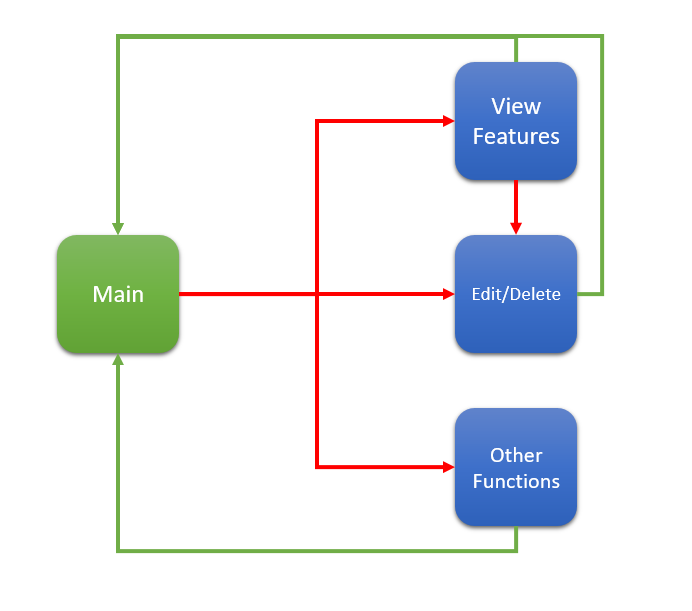 View
Features
Main
Edit/Delete
Other
Functions